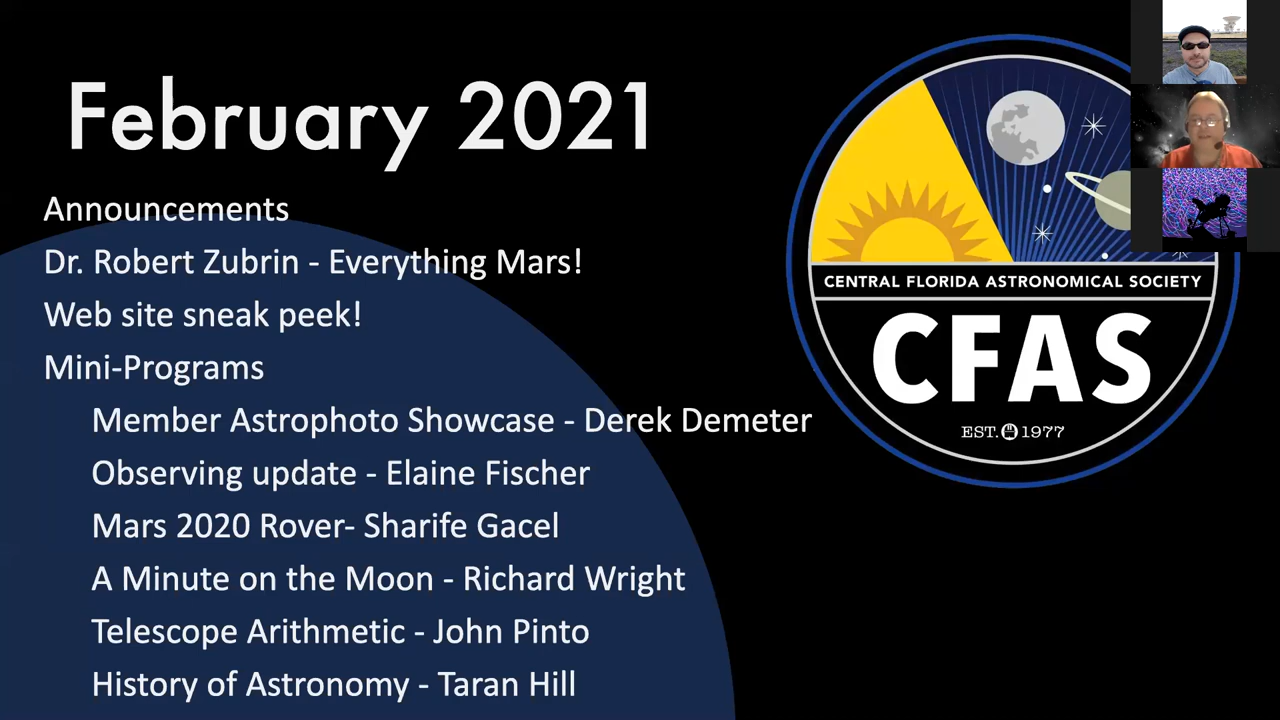 February 2021
Announcements
Dr. Robert Zubrin - Everything Mars!
Web site sneak peek!
Mini-Programs
Member Astrophoto Showcase - Derek Demeter
Observing update - Elaine Fischer
Mars 2020 Rover- Sharife Gacel
A Minute on the Moon - Richard Wright
Telescope Arithmetic - John Pinto
History of Astronomy - Taran Hill
CENTRAL FLORIDA ASTRONOMICAL SOCIETY
CFAS
EST. 1977